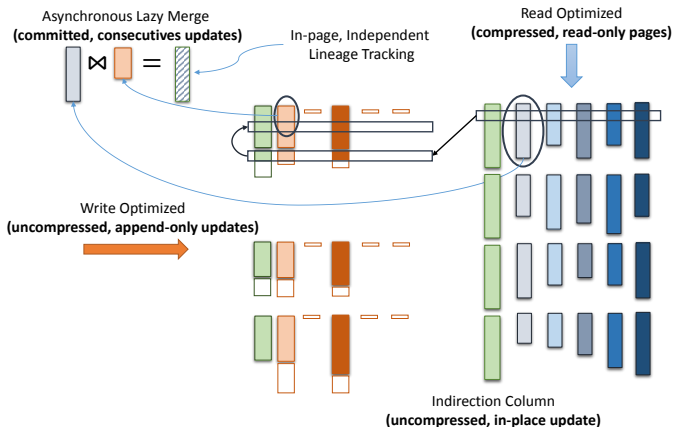 Asynchronous Lazy Merge
(committed, consecutives updates)
In-page, Independent
Lineage Tracking
Read Optimized
(compressed, read-only pages)
⋈ =
Write Optimized
(uncompressed, append-only updates)
Indirection Column
(uncompressed, in-place update)